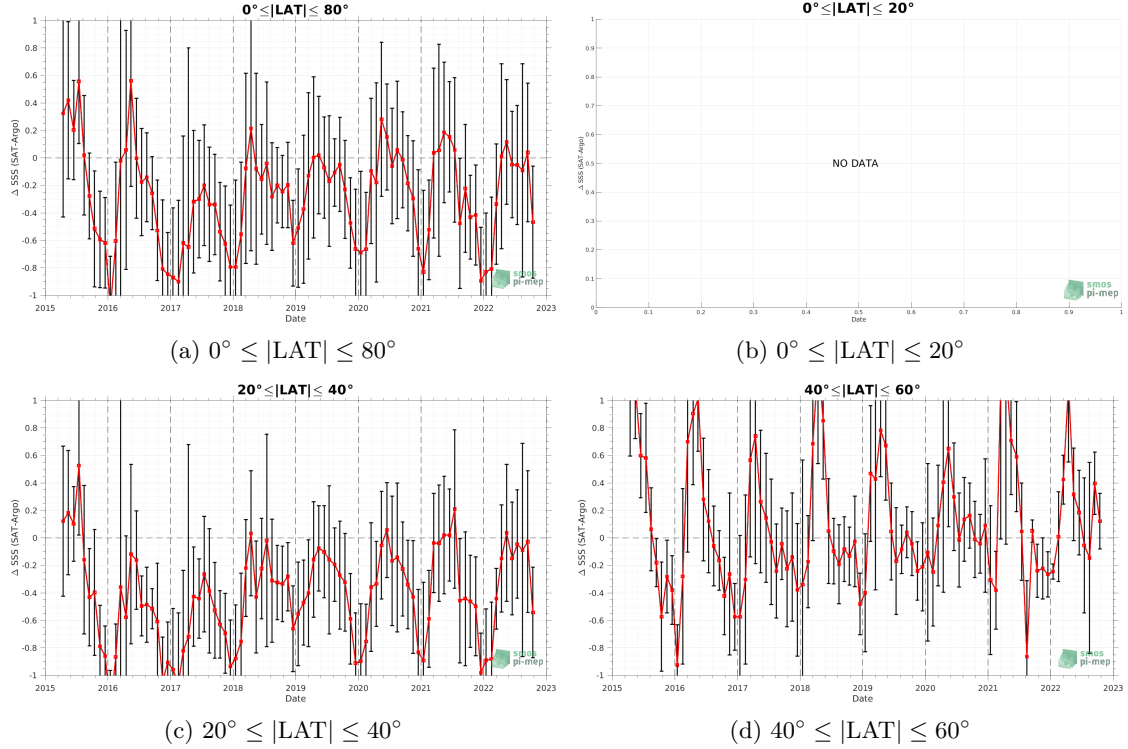 0°≤|LAT|≤ 80°
1
0.8
0.6
0.4
0.2
0
-0.2
-0.4
-0.6
-0.8
-1
Δ SSS (SAT-Argo)
2015 2016 2017 2018 2019 2020 2021 2022 2023
Date
smos
pi-mep
(a) 0° ≤ |LAT| ≤ 80°
0°≤|LAT|≤ 20°
1
0.9
0.8
0.7
0.6
0.5
0.4
0.3
0.2
0.1
0
Δ SSS (SAT-Argo)
NO DATA
0 0.1 0.2 0.3 0.4 0.5 0.6 0.7 0.8 0.9 1
Date
smos
pi-mep
(b) 0° ≤ |LAT| ≤ 20°
20°≤|LAT|≤ 40°
1
0.8
0.6
0.4
0.2
0
-0.2
-0.4
-0.6
-0.8
-1
Δ SSS (SAT-Argo)
2015 2016 2017 2018 2019 2020 2021 2022 2023
Date
smos
pi-mep
(c) 20° ≤ |LAT| ≤ 40°
40°≤|LAT|≤ 60°
1
0.8
0.6
0.4
0.2
0
-0.2
-0.4
-0.6
-0.8
-1
Δ SSS (SAT-Argo)
2015 2016 2017 2018 2019 2020 2021 2022 2023
Date
smos
pi-mep
(d) 40° ≤ |LAT| ≤ 60°